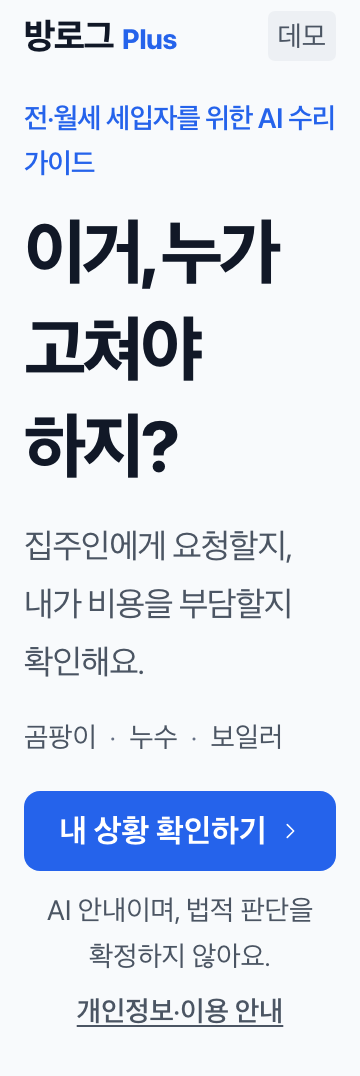 방로그 Plus
데모
전·월세 세입자를 위한 AI 수리
가이드
이거, 누가
고쳐야
하지?
집주인에게 요청할지,
내가 비용을 부담할지
확인해요.
곰팡이 · 누수 · 보일러
내 상황 확인하기
AI 안내이며, 법적 판단을
확정하지 않아요.
개인정보·이용 안내